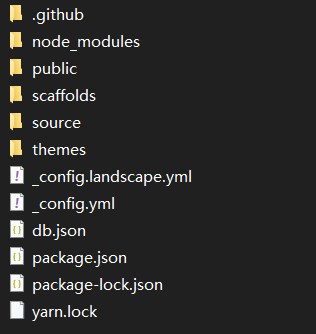 .github
node_modules
public
scaffolds
source
themes
_config.landscape.yml
_config.yml
db.json
package.json
package-lock.json
yarn.lock